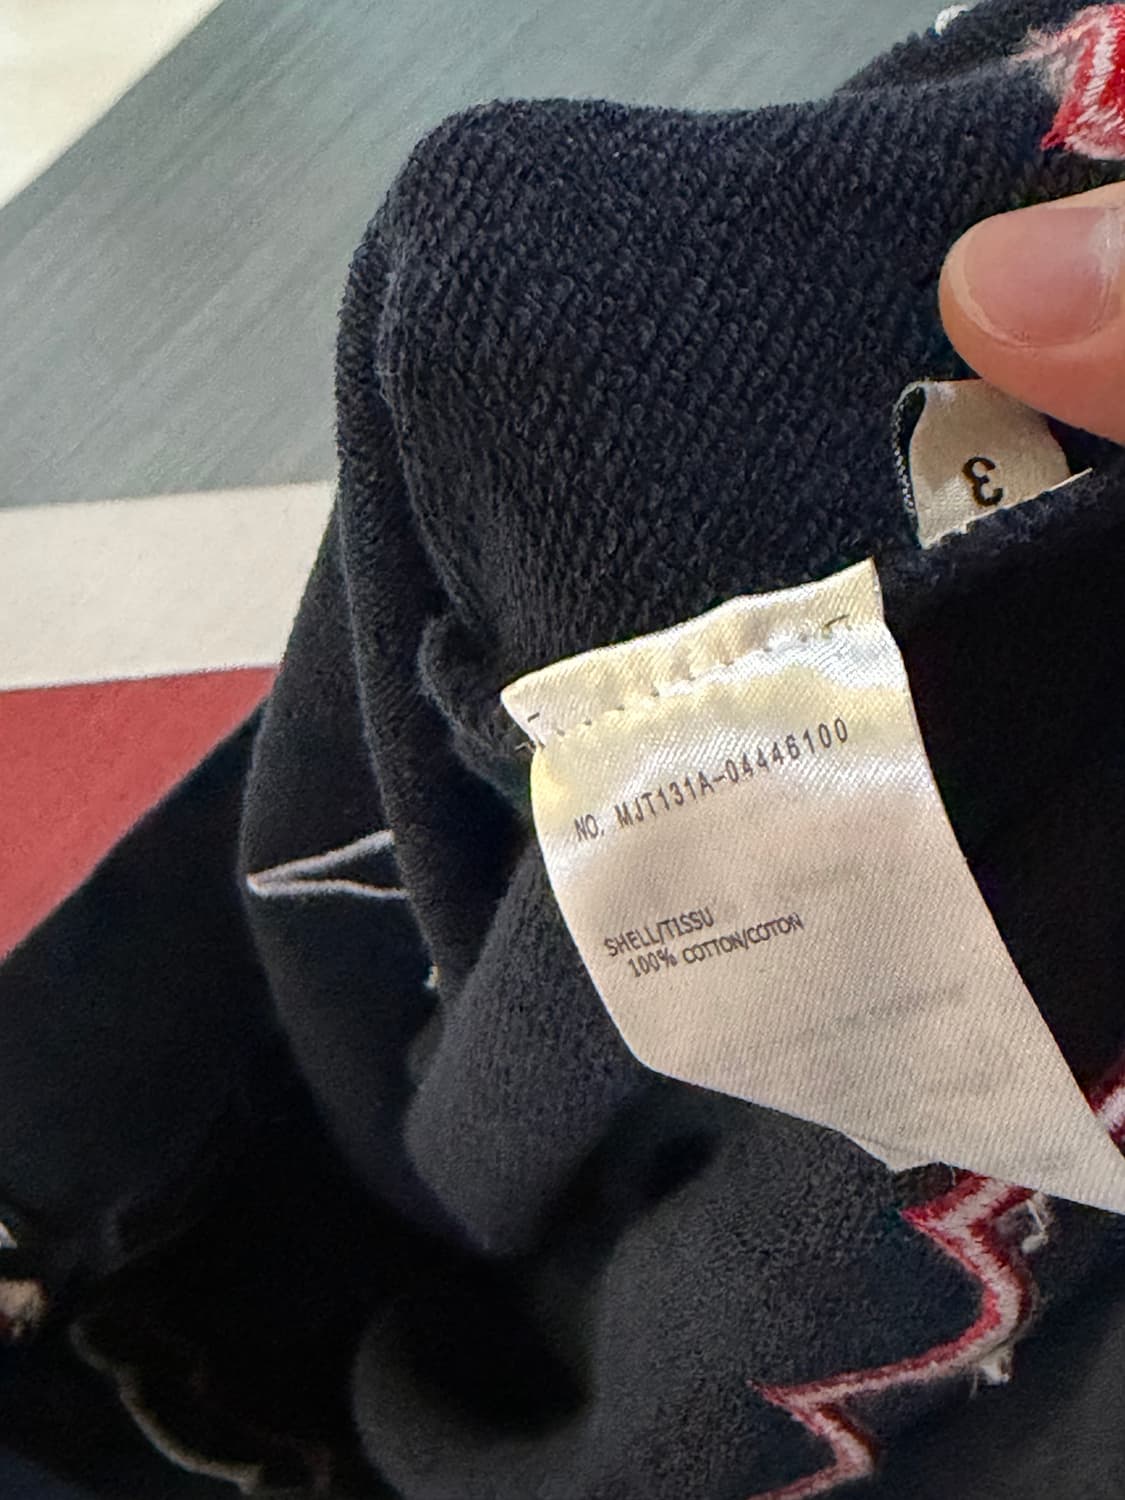 3
NO. MJT131A-04446100
SHELL/TISSU
100% COTTON/COTON